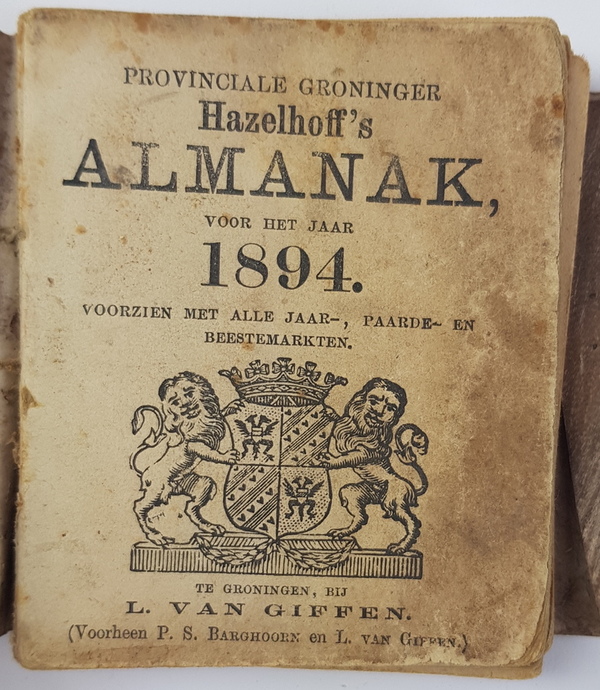 PROVINCIALE GRONINGER
Hazelhoff's
ALMANAK,
VOOR HET JAAR
1894.
VOORZIEN MET ALLE JAAR-, PAARDE- EN
BEESTEMARKTEN.
TE GRONINGEN, BIJ
L. VAN GIFFEN.
(Voorheen P. S. BARGHOORN en L. VAN GIFFEN.)